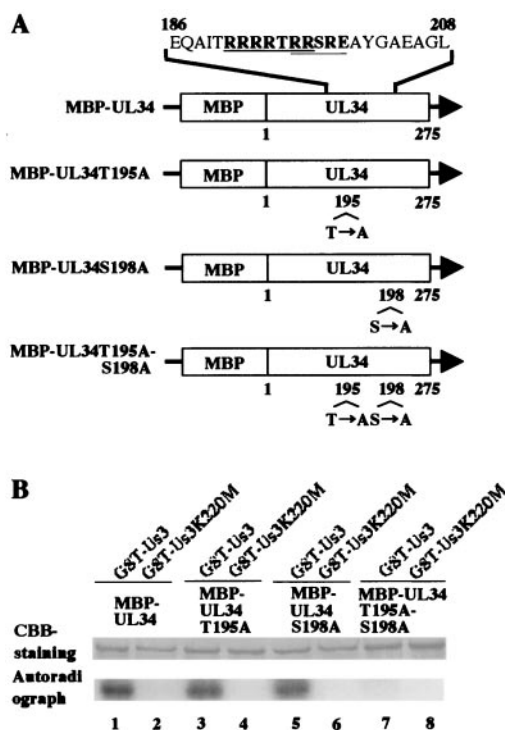 A
186 208
EQAITRRRRTRRSREAYGAEAGL
MBP-UL34 MBP UL34
1 275
MBP-UL34T195A MBP UL34
1 195 275
T→A
MBP-UL34S198A MBP UL34
1 198 275
S→A
MBP-UL34T195A-
S198A
MBP UL34
1 195 198 275
T→A S→A
B
GST-Us3 GST-Us3K220M GST-Us3 GST-Us3K220M GST-Us3 GST-Us3K220M GST-Us3 GST-Us3K220M
MBP- MBP- MBP- MBP-UL34
UL34 UL34 UL34 T195A-
T195A S198A S198A
CBB-
staining
Autoradi
ograph
1 2 3 4 5 6 7 8